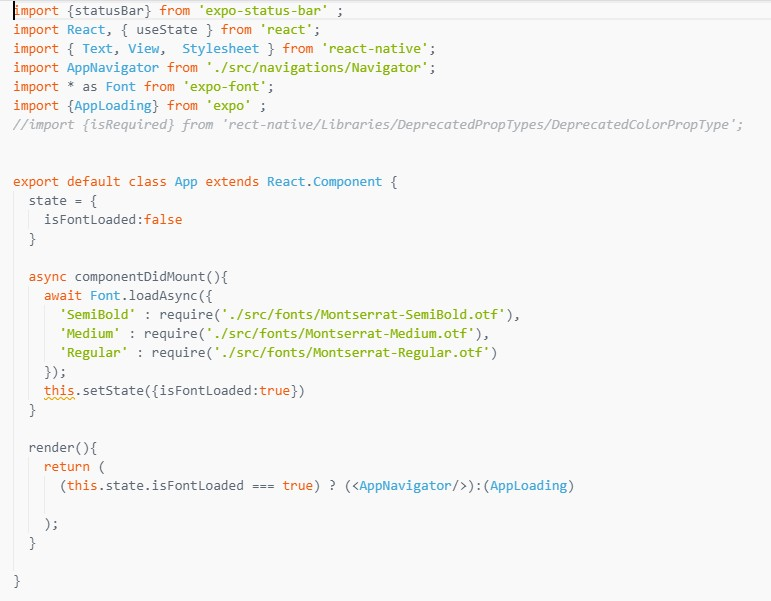 import {statusBar} from 'expo-status-bar' ;
import React, { useState } from 'react';
import { Text, View,  Stylesheet } from 'react-native';
import AppNavigator from './src/navigations/Navigator';
import * as Font from 'expo-font';
import {AppLoading} from 'expo' ;
//import {isRequired} from 'rect-native/Libraries/DeprecatedPropTypes/DeprecatedColorPropType';
export default class App extends React.Component {
  state = {
    isFontLoaded:false
  }
  async componentDidMount(){
    await Font.loadAsync({
      'SemiBold' : require('./src/fonts/Montserrat-SemiBold.otf'),
      'Medium' : require('./src/fonts/Montserrat-Medium.otf'),
      'Regular' : require('./src/fonts/Montserrat-Regular.otf')
    });
    this.setState({isFontLoaded:true})
  }
  render(){
    return (
      (this.state.isFontLoaded === true) ? (<AppNavigator/>):(AppLoading)
    );
  }
}